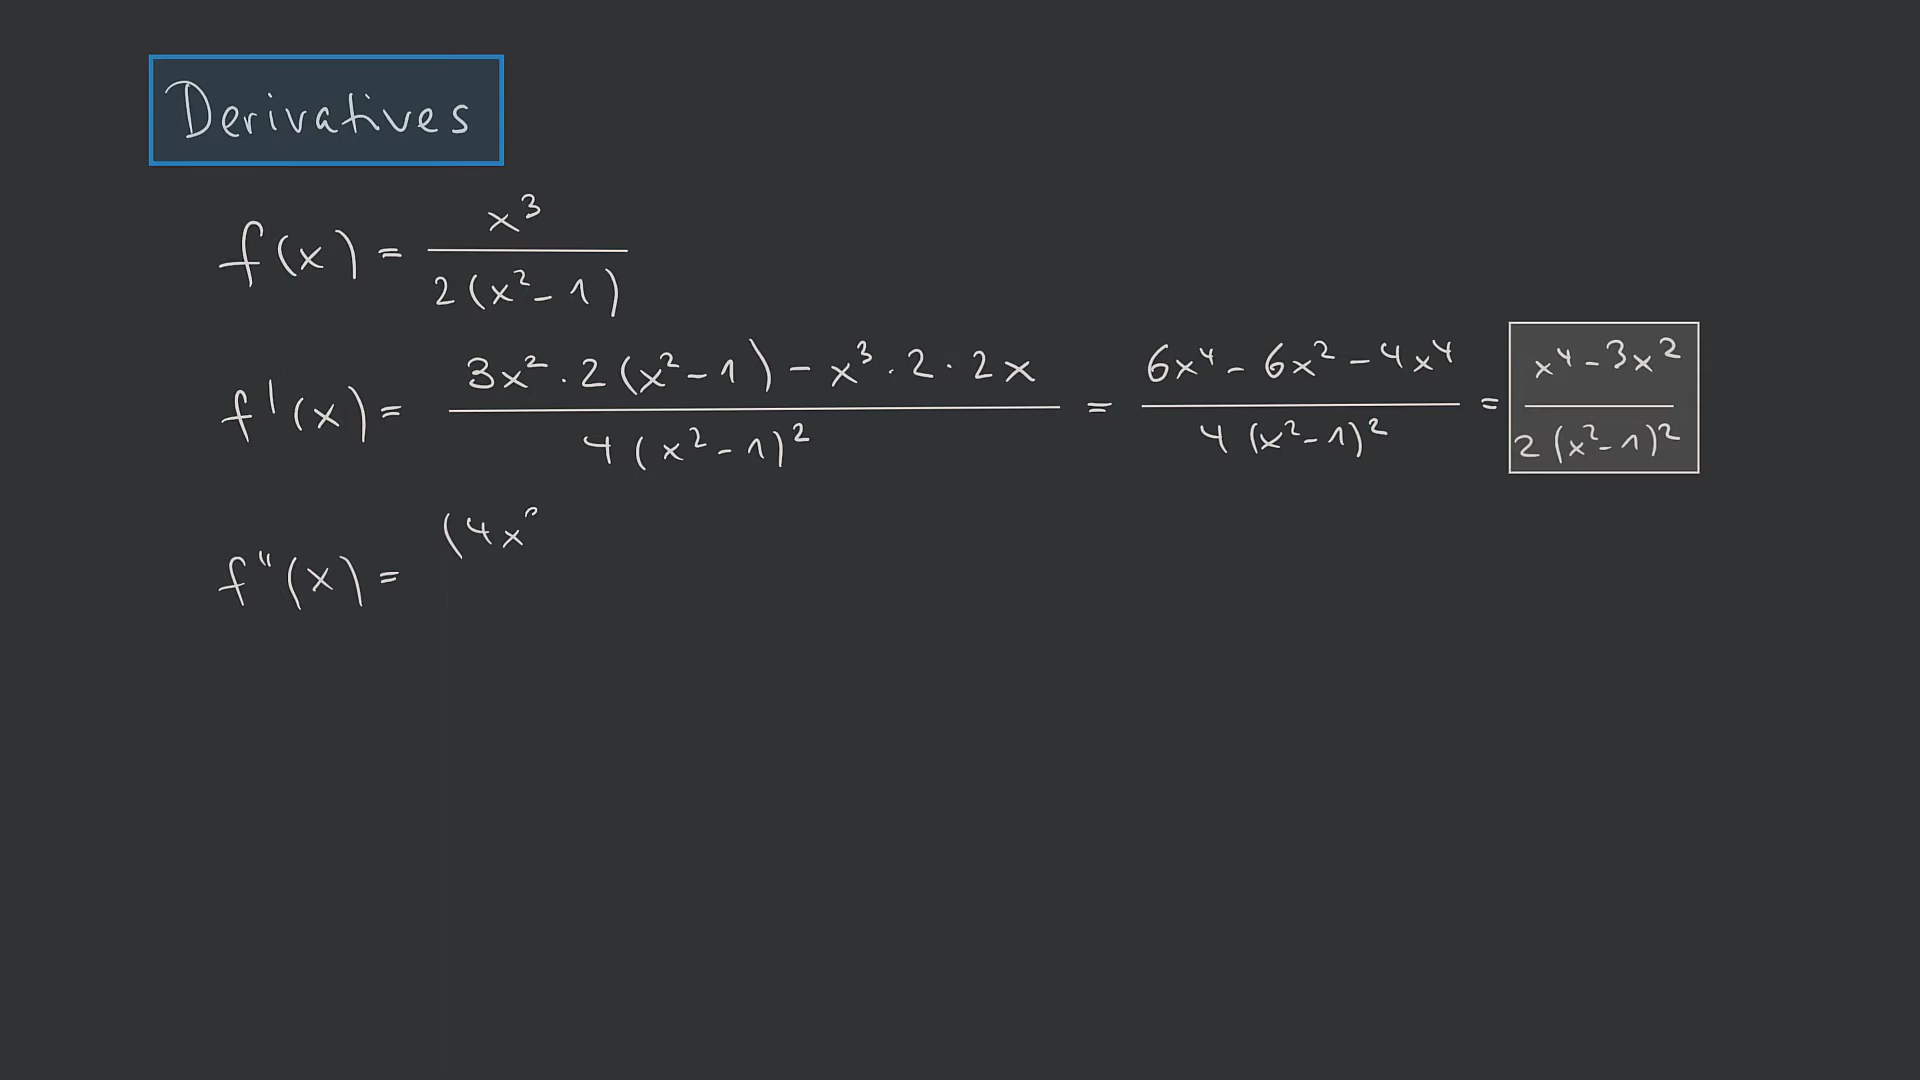 Derivatives
f(x) = x³ / 2(x²-1)
f'(x) = 3x²·2(x²-1) - x³·2·2x / 4(x²-1)² = 6x⁴ - 6x² - 4x⁴ / 4(x²-1)² = x⁴-3x² / 2(x²-1)²
f"(x) = (4x